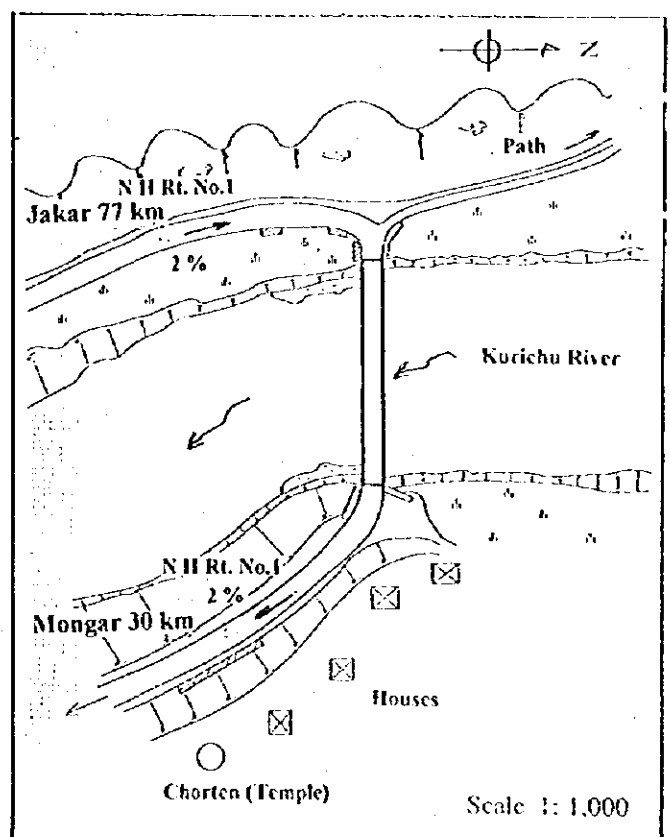 N
Path
N H Rt. No.1
Jakar 77 km
2 %
Kurichu River
N H Rt. No.1
2 %
Mongar 30 km
Houses
Chorten (Temple)
Scale 1: 1,000